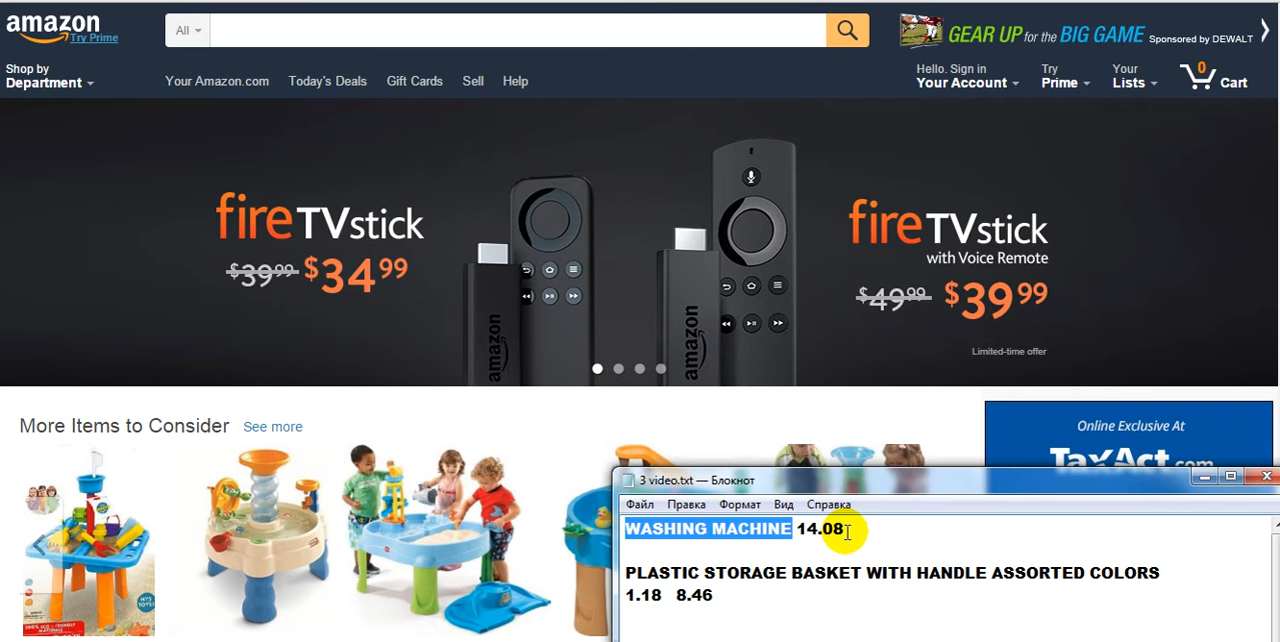 amazon
Try Prime
All
GEAR UP for the BIG GAME Sponsored by DEWALT
Shop by
Department
Your Amazon.com Today's Deals Gift Cards Sell Help
Hello. Sign in
Your Account
Try
Prime
Your
Lists
0
Cart
fireTVstick
$39.99 $34.99
amazon
amazon
fireTVstick
with Voice Remote
$49.99 $39.99
Limited-time offer
More Items to Consider See more
Online Exclusive At
TaxAct.com
3 video.txt — Блокнот
Файл Правка Формат Вид Справка
WASHING MACHINE 14.08
PLASTIC STORAGE BASKET WITH HANDLE ASSORTED COLORS
1.18 8.46